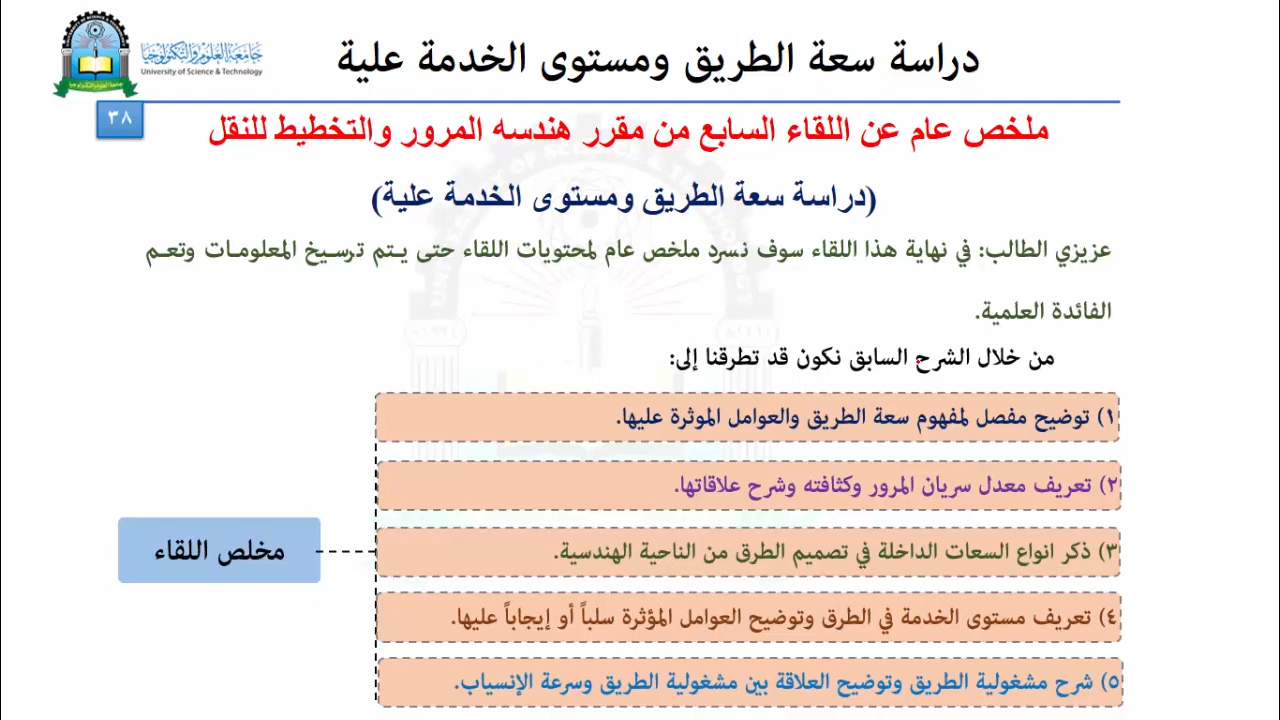 دراسة سعة الطريق ومستوى الخدمة علية
جامعة العلوم والتكنولوجيا
University of Science & Technology
٣٨
ملخص عام عن اللقاء السابع من مقرر هندسه المرور والتخطيط للنقل
(دراسة سعة الطريق ومستوى الخدمة علية)
عزيزي الطالب: في نهاية هذا اللقاء سوف نسرد ملخص عام لمحتويات اللقاء حتى يتم ترسيخ المعلومات وتعم
الفائدة العلمية.
من خلال الشرح السابق نكون قد تطرقنا إلى:
١) توضيح مفصل لمفهوم سعة الطريق والعوامل الموثرة عليها.
٢) تعريف معدل سريان المرور وكثافته وشرح علاقاتها.
٣) ذكر انواع السعات الداخلة في تصميم الطرق من الناحية الهندسية.
مخلص اللقاء
٤) تعريف مستوى الخدمة في الطرق وتوضيح العوامل المؤثرة سلباً أو إيجاباً عليها.
٥) شرح مشغولية الطريق وتوضيح العلاقة بين مشغولية الطريق وسرعة الإنسياب.